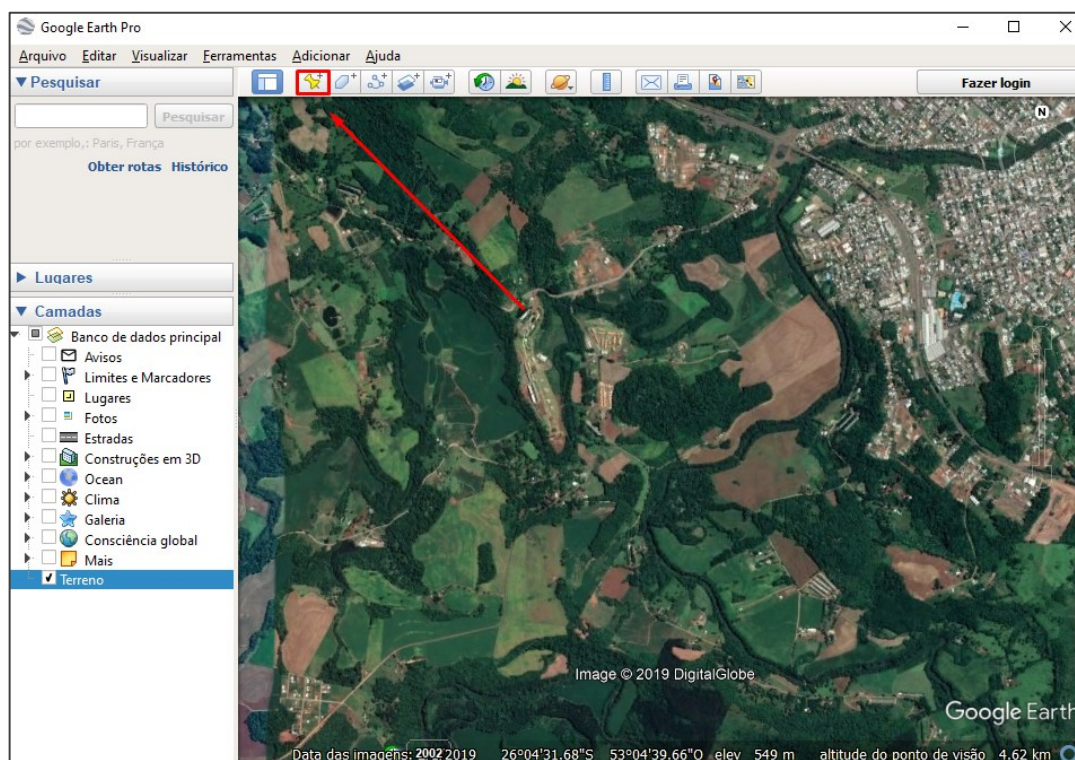 Google Earth Pro
Arquivo Editar Visualizar Ferramentas Adicionar Ajuda
Pesquisar
Pesquisar
por exemplo,: Paris, França
Obter rotas Histórico
Lugares
Camadas
Banco de dados principal
Avisos
Limites e Marcadores
Lugares
Fotos
Estradas
Construções em 3D
Ocean
Clima
Galeria
Consciência global
Mais
Terreno
Fazer login
N
Image © 2019 DigitalGlobe
Google Earth
Data das imagens: 2002 2019 26°04'31.68"S 53°04'39.66"O elev 549 m altitude do ponto de visão 4.62 km